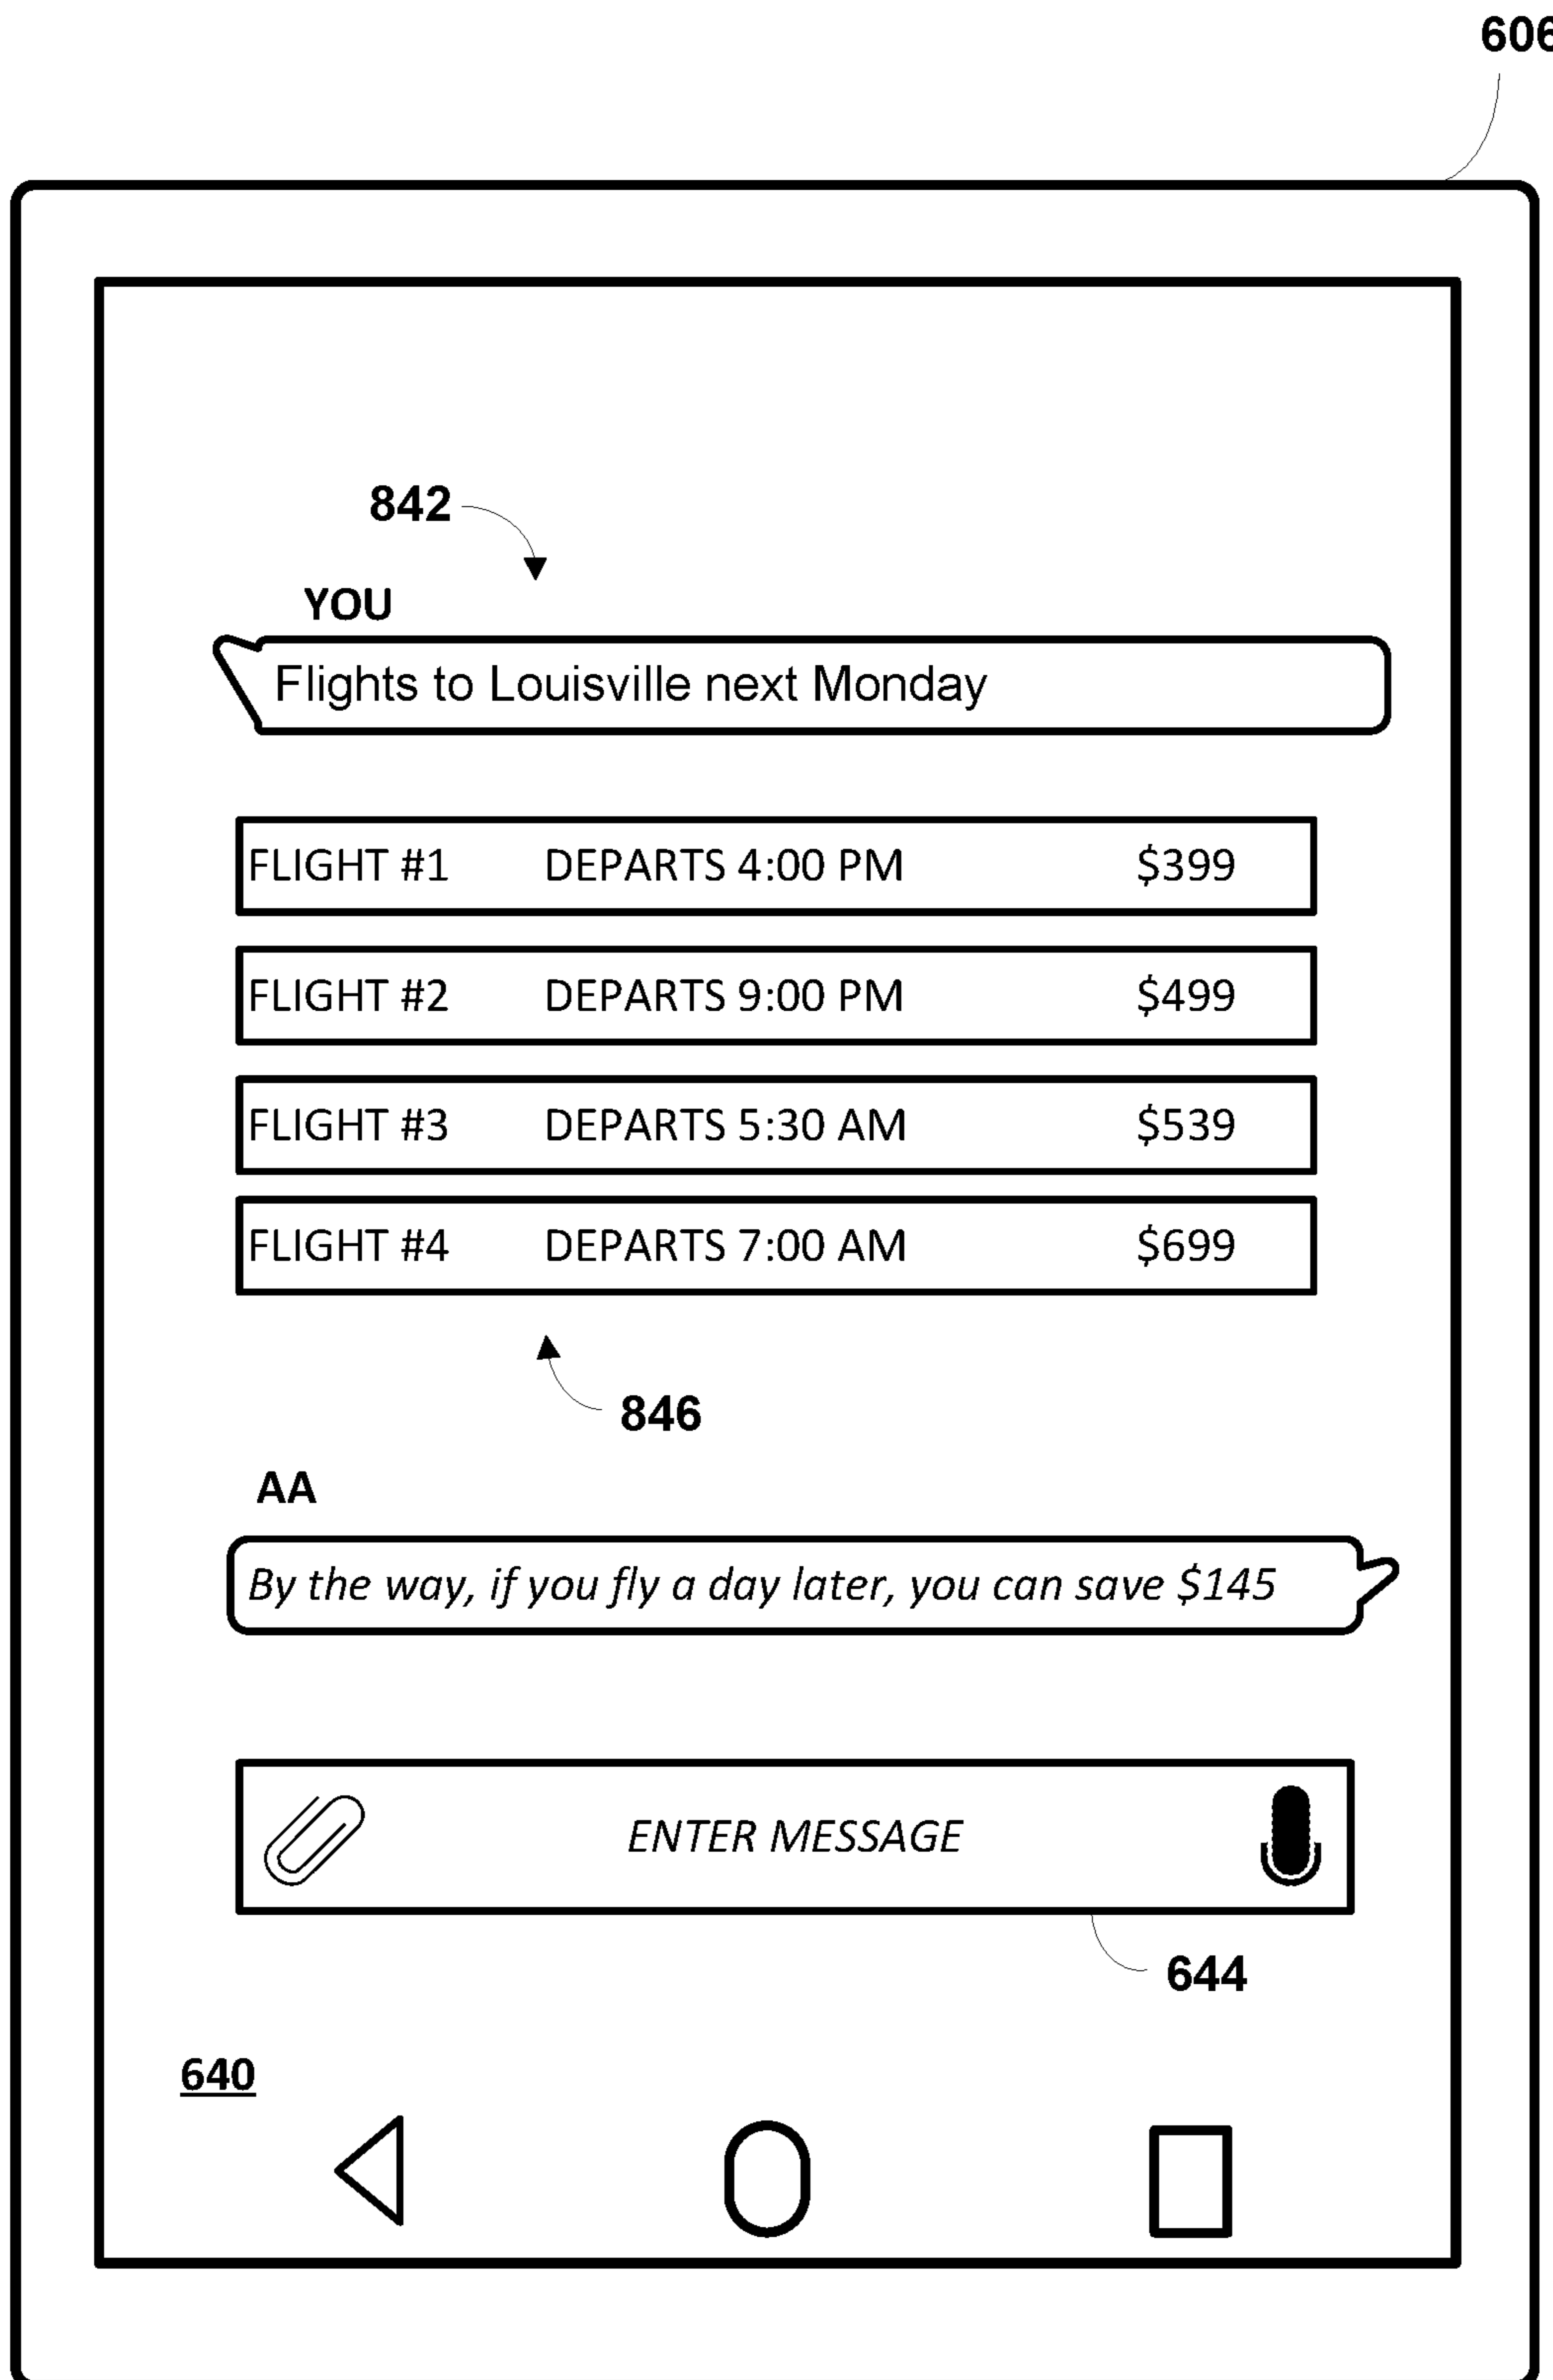 606
842
YOU
Flights to Louisville next Monday
FLIGHT #1 DEPARTS 4:00 PM $399
FLIGHT #2 DEPARTS 9:00 PM $499
FLIGHT #3 DEPARTS 5:30 AM $539
FLIGHT #4 DEPARTS 7:00 AM $699
846
AA
By the way, if you fly a day later, you can save $145
ENTER MESSAGE
644
640